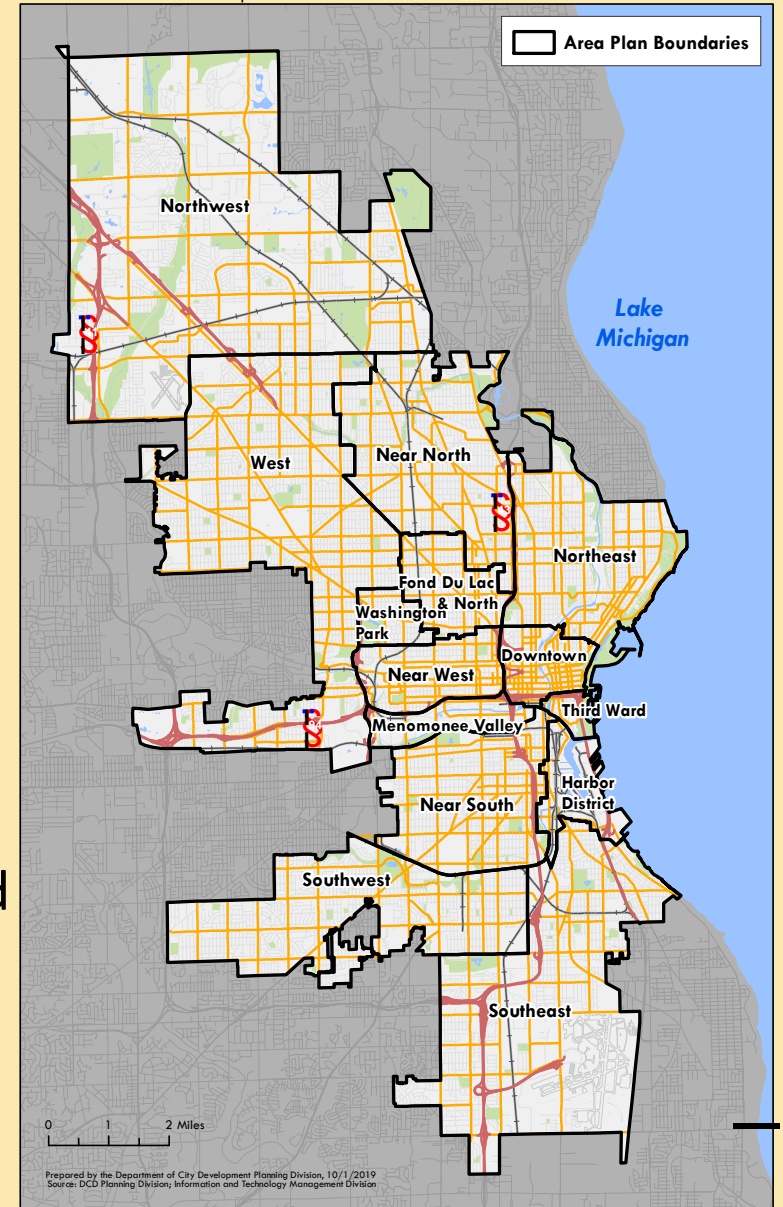 Area Plan Boundaries
Northwest
Lake
Michigan
West
Near North
Northeast
Fond Du Lac
& North
Washington
Park
Downtown
Near West
Third Ward
Menomonee Valley
Harbor
District
Near South
Southwest
Southeast
0 1 2 Miles
Prepared by the Department of City Development Planning Division, 10/1/2019
Source: DCD Planning Division; Information and Technology Management Division